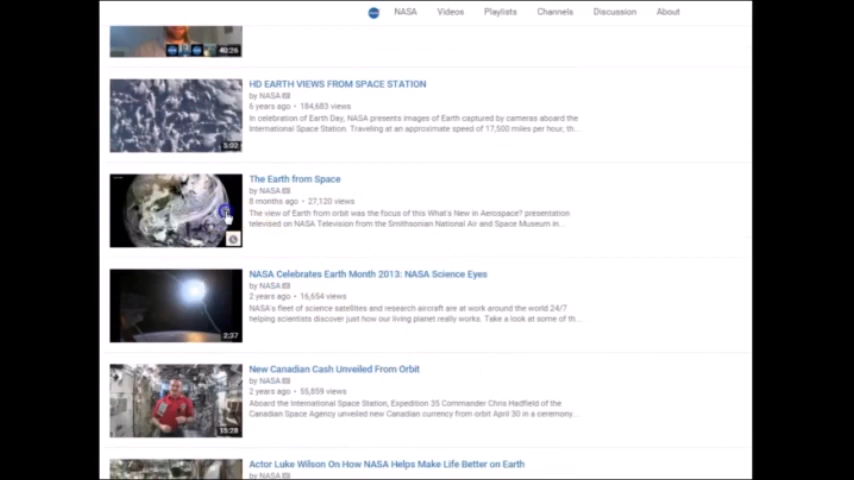 NASA Videos Playlists Channels Discussion About
40:26
HD EARTH VIEWS FROM SPACE STATION
by NASA
6 years ago • 184,683 views
In celebration of Earth Day, NASA presents images of Earth captured by cameras aboard the
International Space Station. Traveling at an approximate speed of 17,500 miles per hour, th...
5:02
The Earth from Space
by NASA
8 months ago • 27,120 views
The view of Earth from orbit was the focus of this What's New in Aerospace? presentation
televised on NASA Television from the Smithsonian National Air and Space Museum in...
NASA Celebrates Earth Month 2013: NASA Science Eyes
by NASA
2 years ago • 16,654 views
NASA's fleet of science satellites and research aircraft are at work around the world 24/7
helping scientists discover just how our living planet really works. Take a look at some of th...
2:37
New Canadian Cash Unveiled From Orbit
by NASA
2 years ago • 55,859 views
Aboard the International Space Station, Expedition 35 Commander Chris Hadfield of the
Canadian Space Agency unveiled new Canadian currency from orbit April 30 in a ceremony...
15:28
Actor Luke Wilson On How NASA Helps Make Life Better on Earth
by NASA